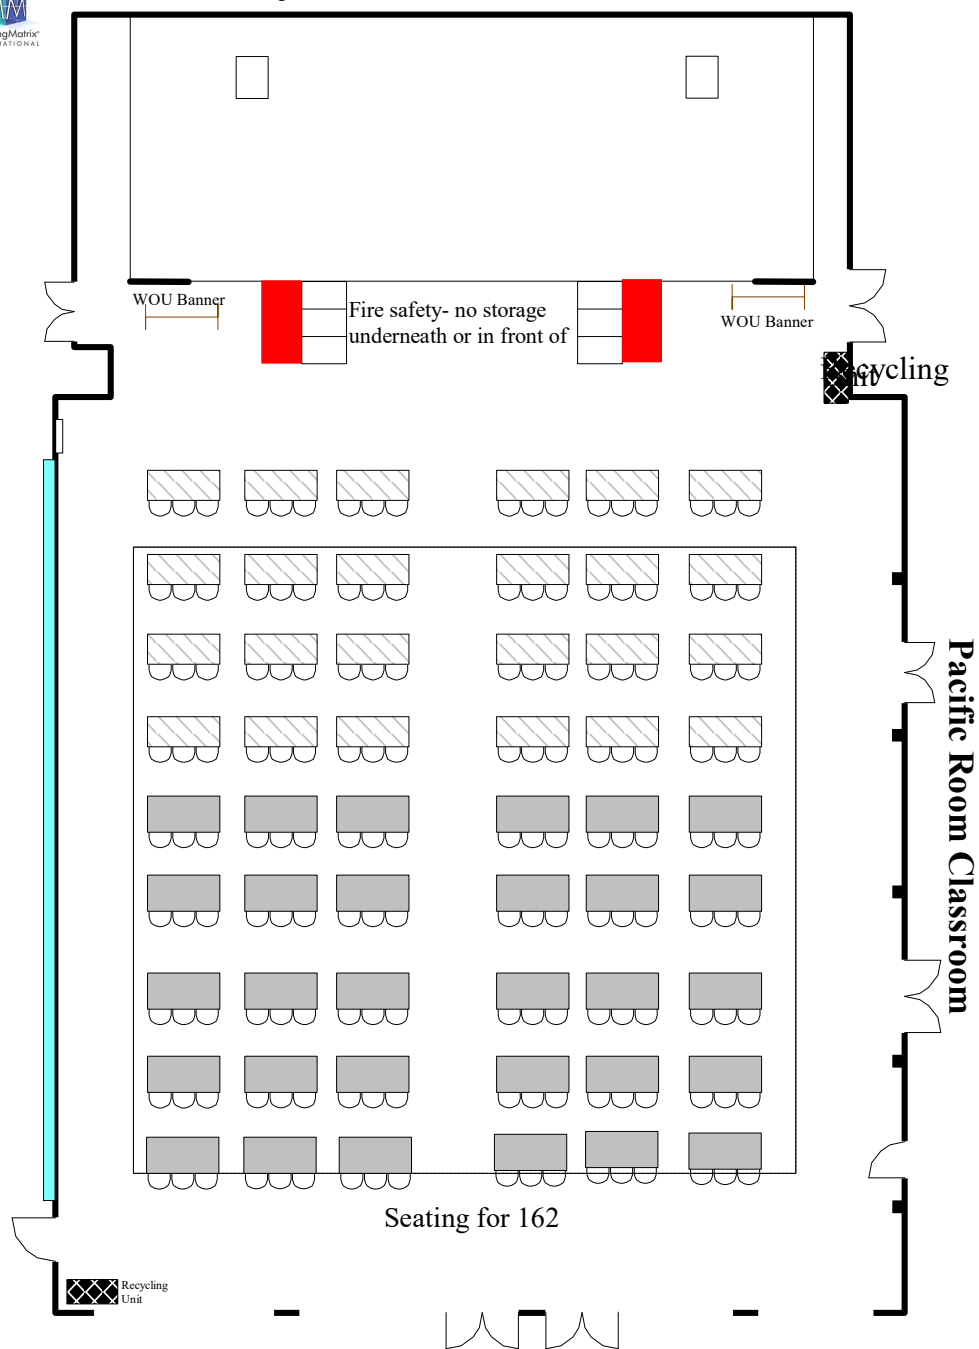 WOU Banner
Fire safety- no storage
underneath or in front of
WOU Banner
Recycling
Unit
Pacific Room Classroom
Seating for 162
Recycling
Unit